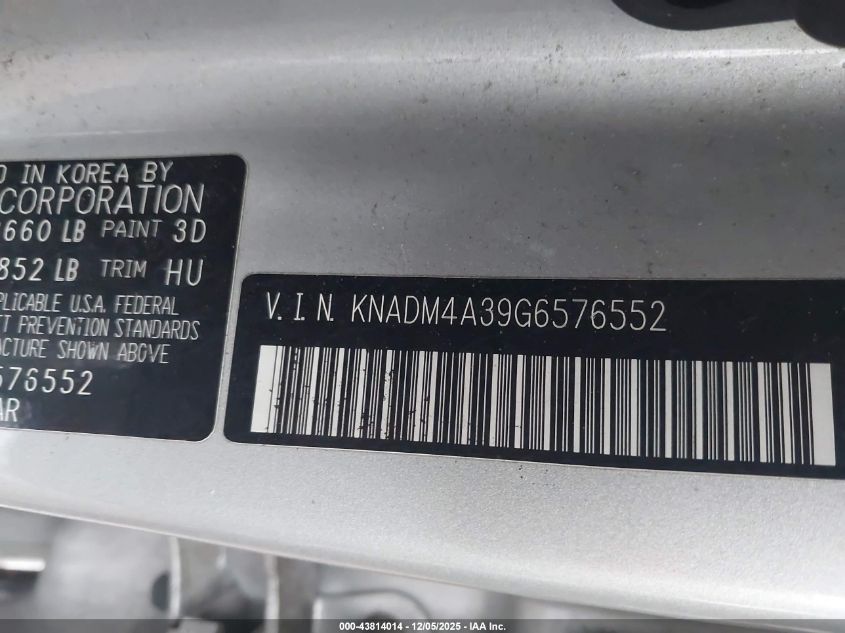 IN KOREA BY
CORPORATION
660 LB PAINT 3D
852 LB TRIM HU
PLICABLE U.S.A. FEDERAL
T PREVENTION STANDARDS
ACTURE SHOWN ABOVE
576552
AR
V.I.N. KNADM4A39G6576552
000-43814014 - 12/05/2025 - IAA Inc.